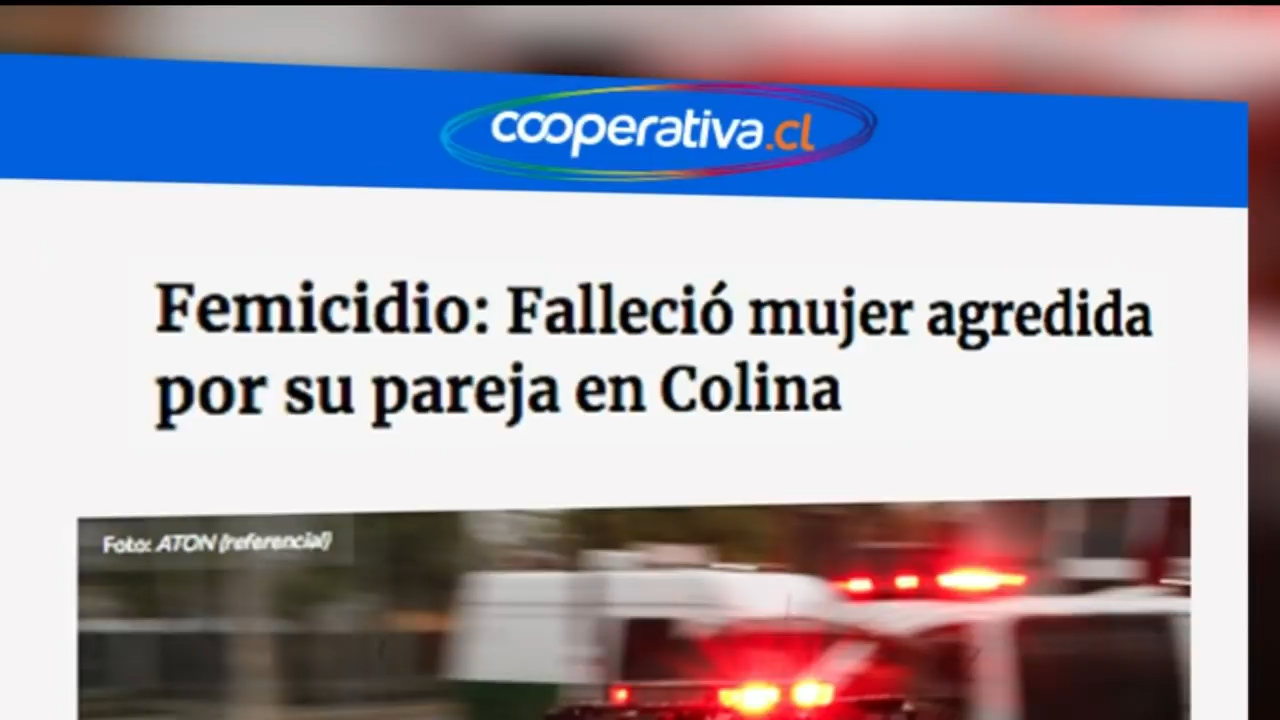 cooperativa.cl
Femicidio: Falleció mujer agredida
por su pareja en Colina
Foto: ATON (referencial)